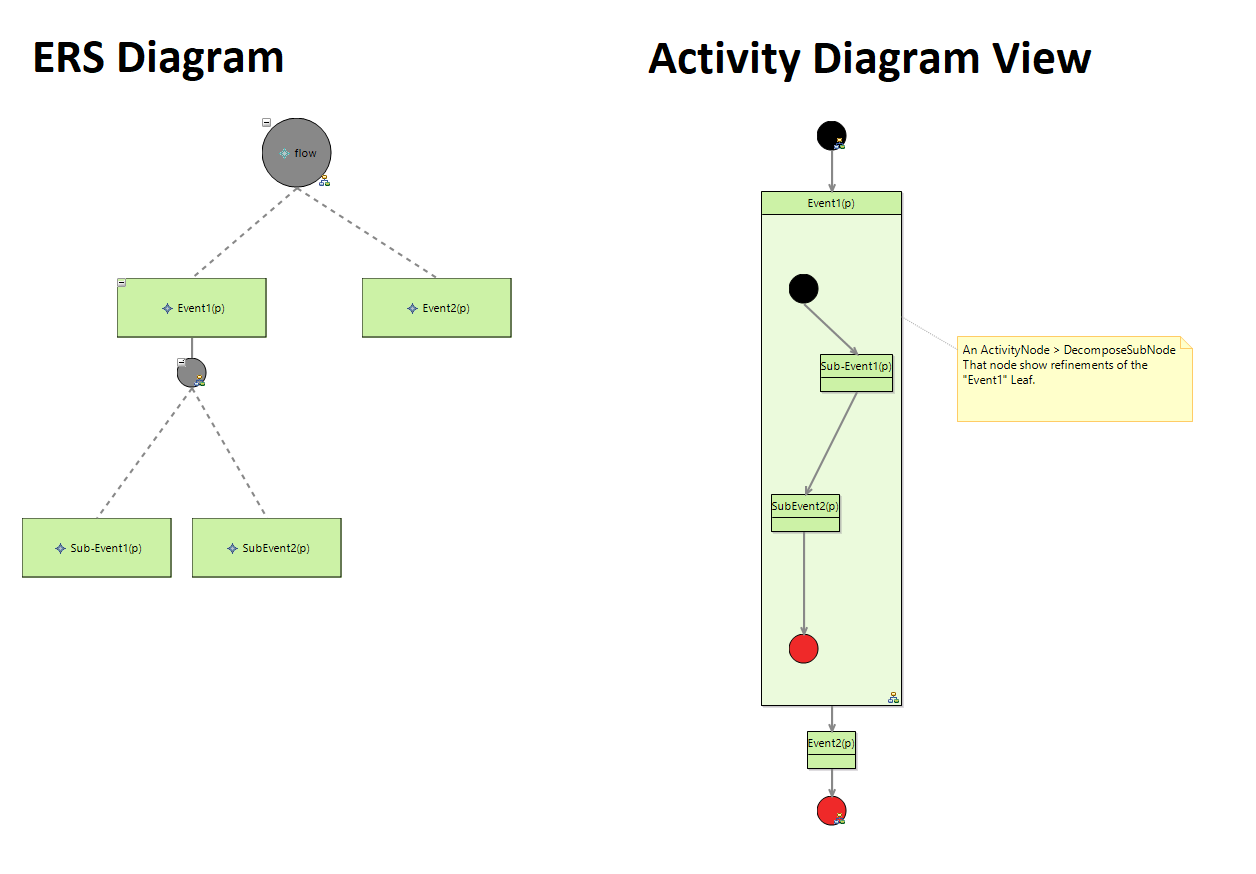 ERS Diagram
Activity Diagram View
flow
Event1(p)
Event2(p)
Sub-Event1(p)
SubEvent2(p)
Event1(p)
Sub-Event1(p)
SubEvent2(p)
Event2(p)
An ActivityNode > DecomposeSubNode
That node show refinements of the
"Event1" Leaf.